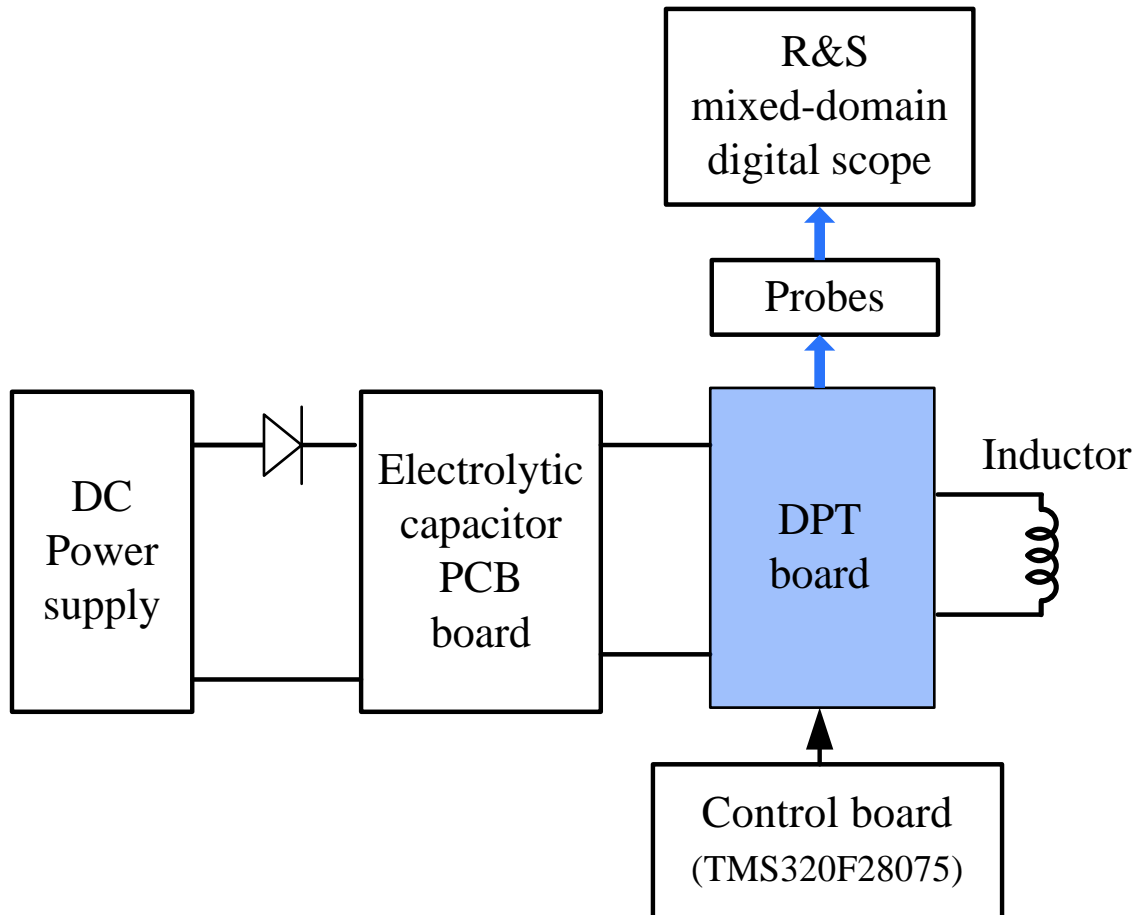 R&S
mixed-domain
digital scope
Probes
DC
Power
supply
Electrolytic
capacitor
PCB
board
DPT
board
Inductor
Control board
(TMS320F28075)